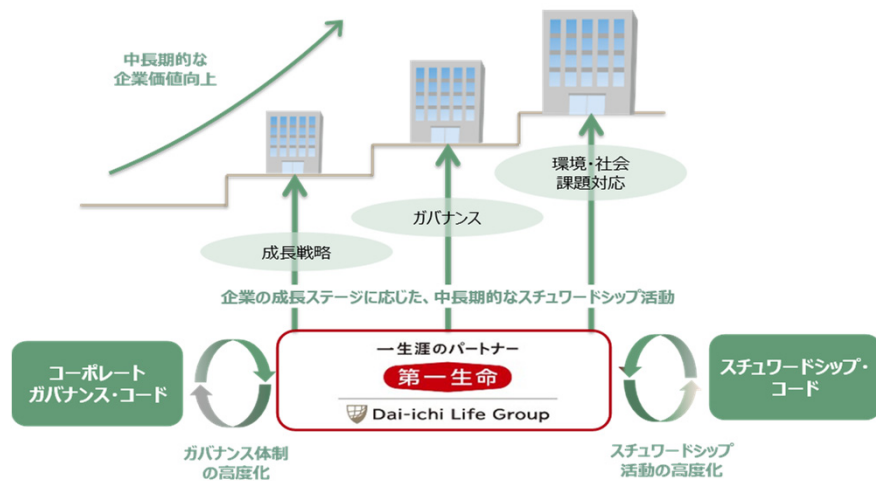 中長期的な
企業価値向上
環境・社会
課題対応
ガバナンス
成長戦略
企業の成長ステージに応じた、中長期的なスチュワードシップ活動
コーポレート
ガバナンス・コード
一生涯のパートナー
第一生命
Dai-ichi Life Group
スチュワードシップ・
コード
ガバナンス体制
の高度化
スチュワードシップ
活動の高度化